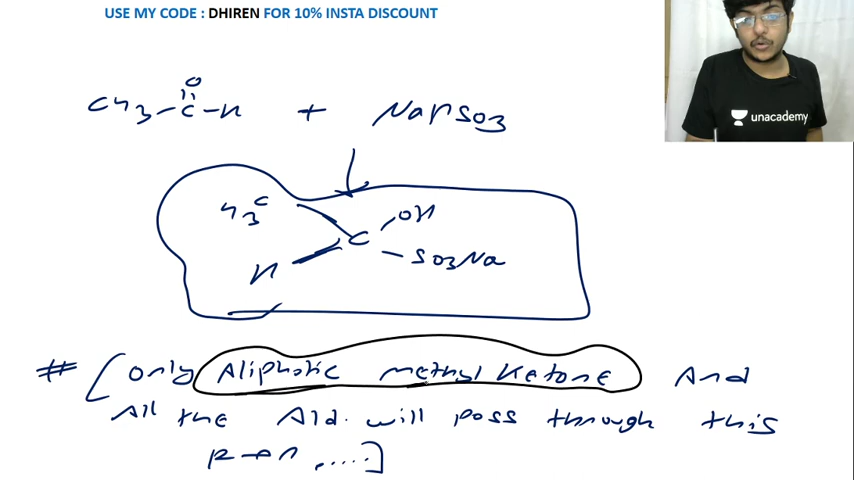 USE MY CODE : DHIREN FOR 10% INSTA DISCOUNT
unacademy
O
CH3-C-H + NaHSO3
H3C OH
C
H - SO3Na
# [only Aliphatic methyl Ketone And
All the Ald. will pass through this
rxn .....]